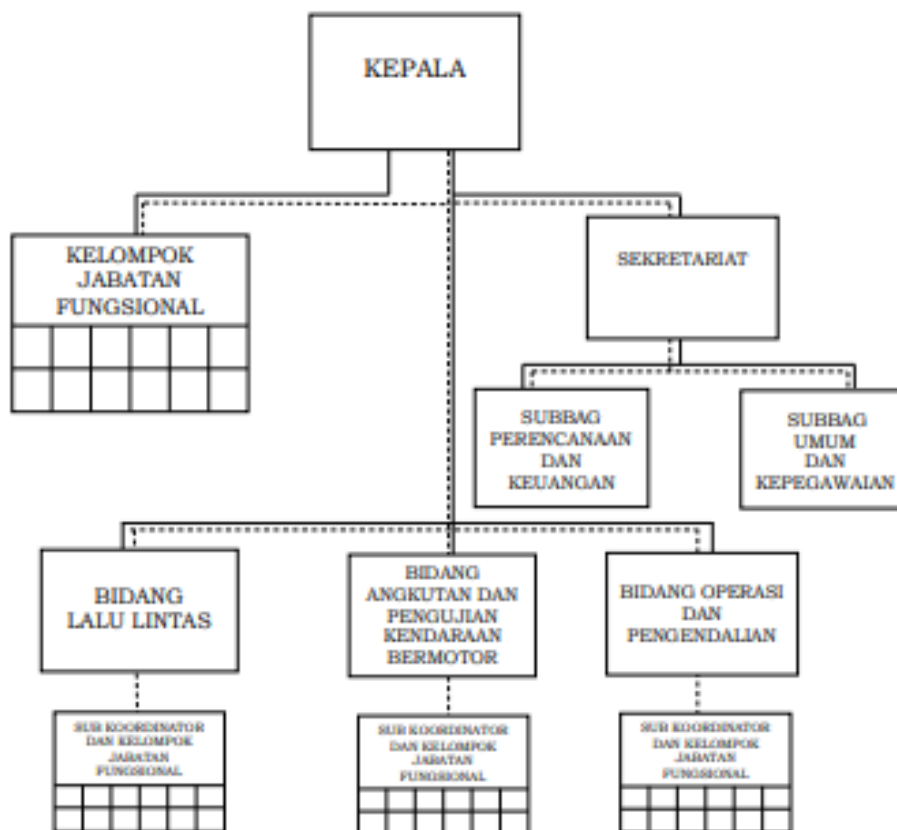 KEPALA
KELOMPOK
JABATAN
FUNGSIONAL
SEKRETARIAT
SUBBAG
PERENCANAAN
DAN
KEUANGAN
SUBBAG
UMUM
DAN
KEPEGAWAIAN
BIDANG
LALU LINTAS
BIDANG
ANGKUTAN DAN
PENGUJIAN
KENDARAAN
BERMOTOR
BIDANG OPERASI
DAN
PENGENDALIAN
SUB KOORDINATOR
DAN KELOMPOK
JABATAN
FUNGSIONAL
SUB KOORDINATOR
DAN KELOMPOK
JABATAN
FUNGSIONAL
SUB KOORDINATOR
DAN KELOMPOK
JABATAN
FUNGSIONAL